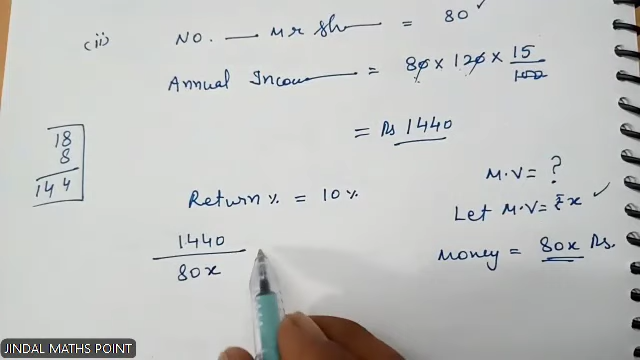 (ii) No. — Mr Sh — = 80 ✓
Annual Incom — = 80 × 120 × 15/100
= Rs 1440
18
8
144
Return % = 10%
1440/80x
M.V = ?
Let M.V = ₹x ✓
Money = 80x Rs.
JINDAL MATHS POINT